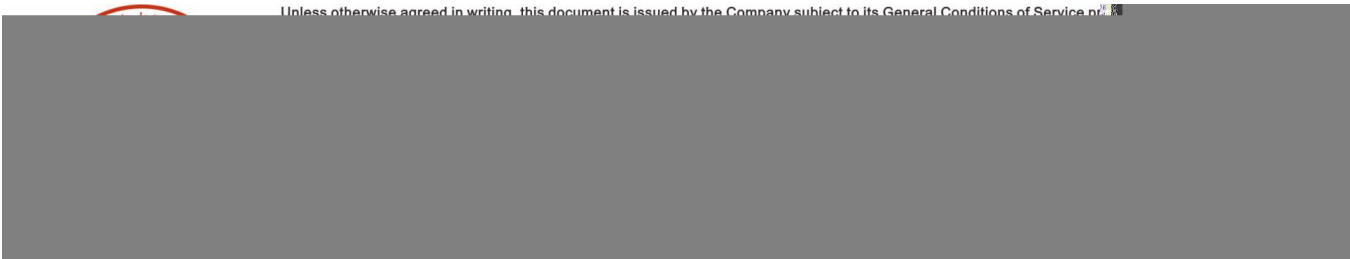 Unless otherwise agreed in writing, this document is issued by the Company subject to its General Conditions of Service